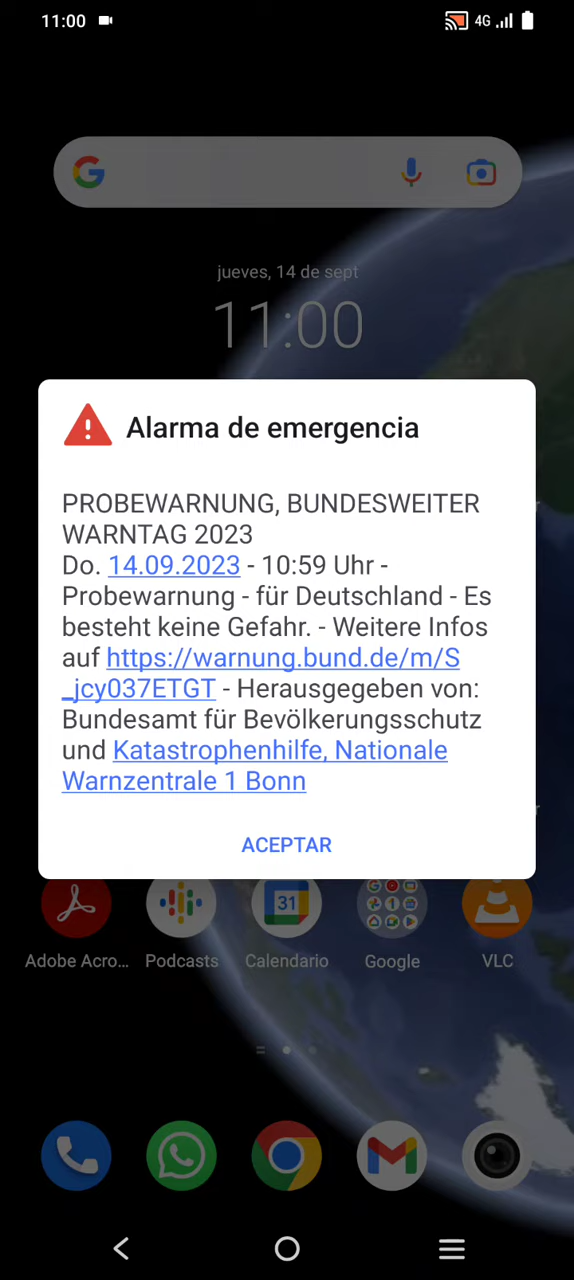 11:00
4G
jueves, 14 de sept
11:00
Alarma de emergencia
PROBEWARNUNG, BUNDESWEITER
WARNTAG 2023
Do. 14.09.2023 - 10:59 Uhr -
Probewarnung - für Deutschland - Es
besteht keine Gefahr. - Weitere Infos
auf https://warnung.bund.de/m/S
_jcy037ETGT - Herausgegeben von:
Bundesamt für Bevölkerungsschutz
und Katastrophenhilfe, Nationale
Warnzentrale 1 Bonn
ACEPTAR
31
Adobe Acro... Podcasts Calendario Google VLC